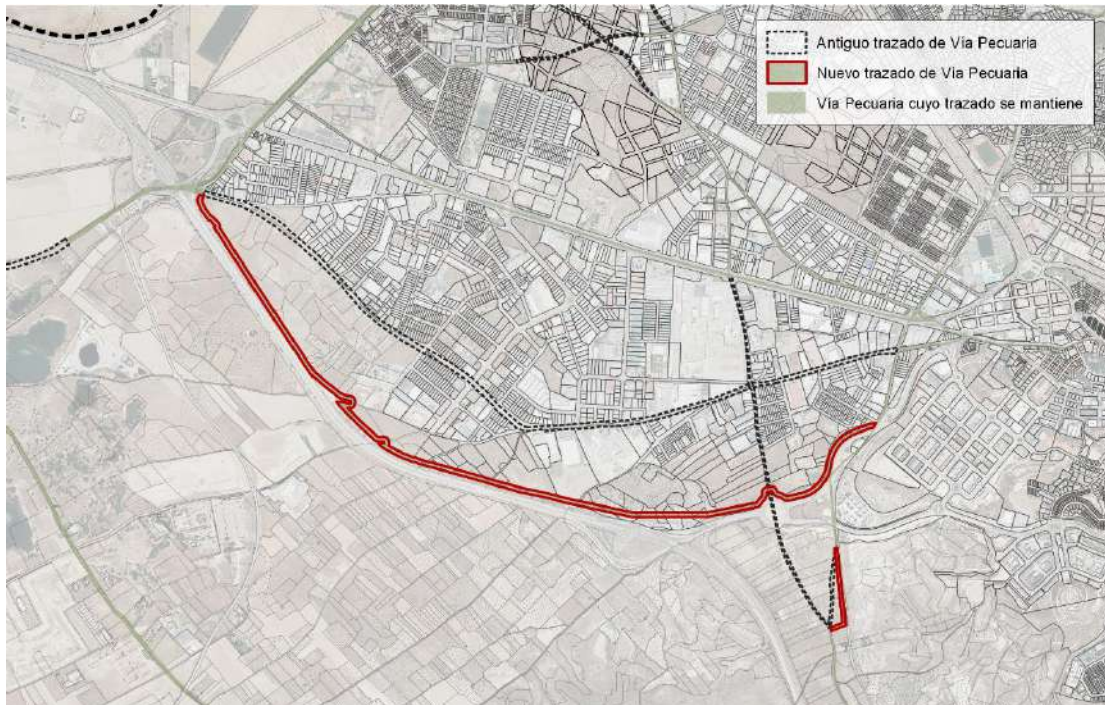 Antiguo trazado de Vía Pecuaria
Nuevo trazado de Vía Pecuaria
Vía Pecuaria cuyo trazado se mantiene